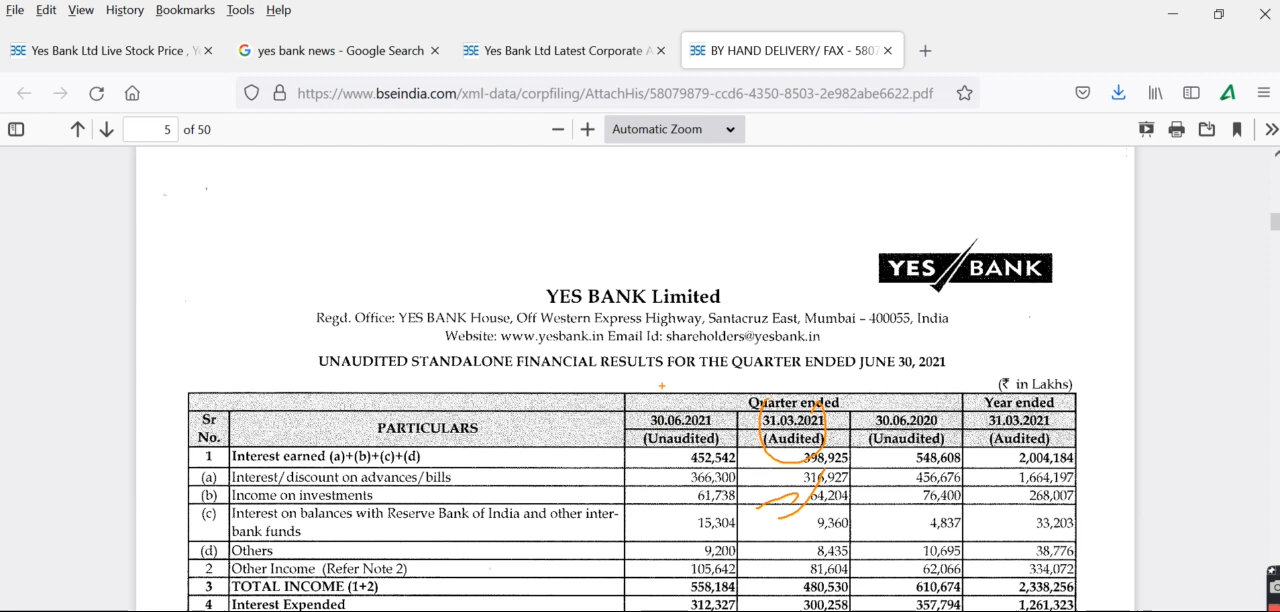 File Edit View History Bookmarks Tools Help
BSE Yes Bank Ltd Live Stock Price , Y
yes bank news - Google Search
BSE Yes Bank Ltd Latest Corporate A
BSE BY HAND DELIVERY/ FAX - 5807
https://www.bseindia.com/xml-data/corpfiling/AttachHis/58079879-ccd6-4350-8503-2e982abe6622.pdf
5 of 50 Automatic Zoom
YES BANK
YES BANK Limited
Regd. Office: YES BANK House, Off Western Express Highway, Santacruz East, Mumbai – 400055, India
Website: www.yesbank.in Email Id: shareholders@yesbank.in
UNAUDITED STANDALONE FINANCIAL RESULTS FOR THE QUARTER ENDED JUNE 30, 2021
(₹ in Lakhs)
Sr No. PARTICULARS Quarter ended Year ended
30.06.2021 31.03.2021 30.06.2020 31.03.2021
(Unaudited) (Audited) (Unaudited) (Audited)
1 Interest earned (a)+(b)+(c)+(d) 452,542 398,925 548,608 2,004,184
(a) Interest/discount on advances/bills 366,300 316,927 456,676 1,664,197
(b) Income on investments 61,738 64,204 76,400 268,007
(c) Interest on balances with Reserve Bank of India and other inter-
bank funds 15,304 9,360 4,837 33,203
(d) Others 9,200 8,435 10,695 38,776
2 Other Income (Refer Note 2) 105,642 81,604 62,066 334,072
3 TOTAL INCOME (1+2) 558,184 480,530 610,674 2,338,256
4 Interest Expended 312,327 300,258 357,794 1,261,323